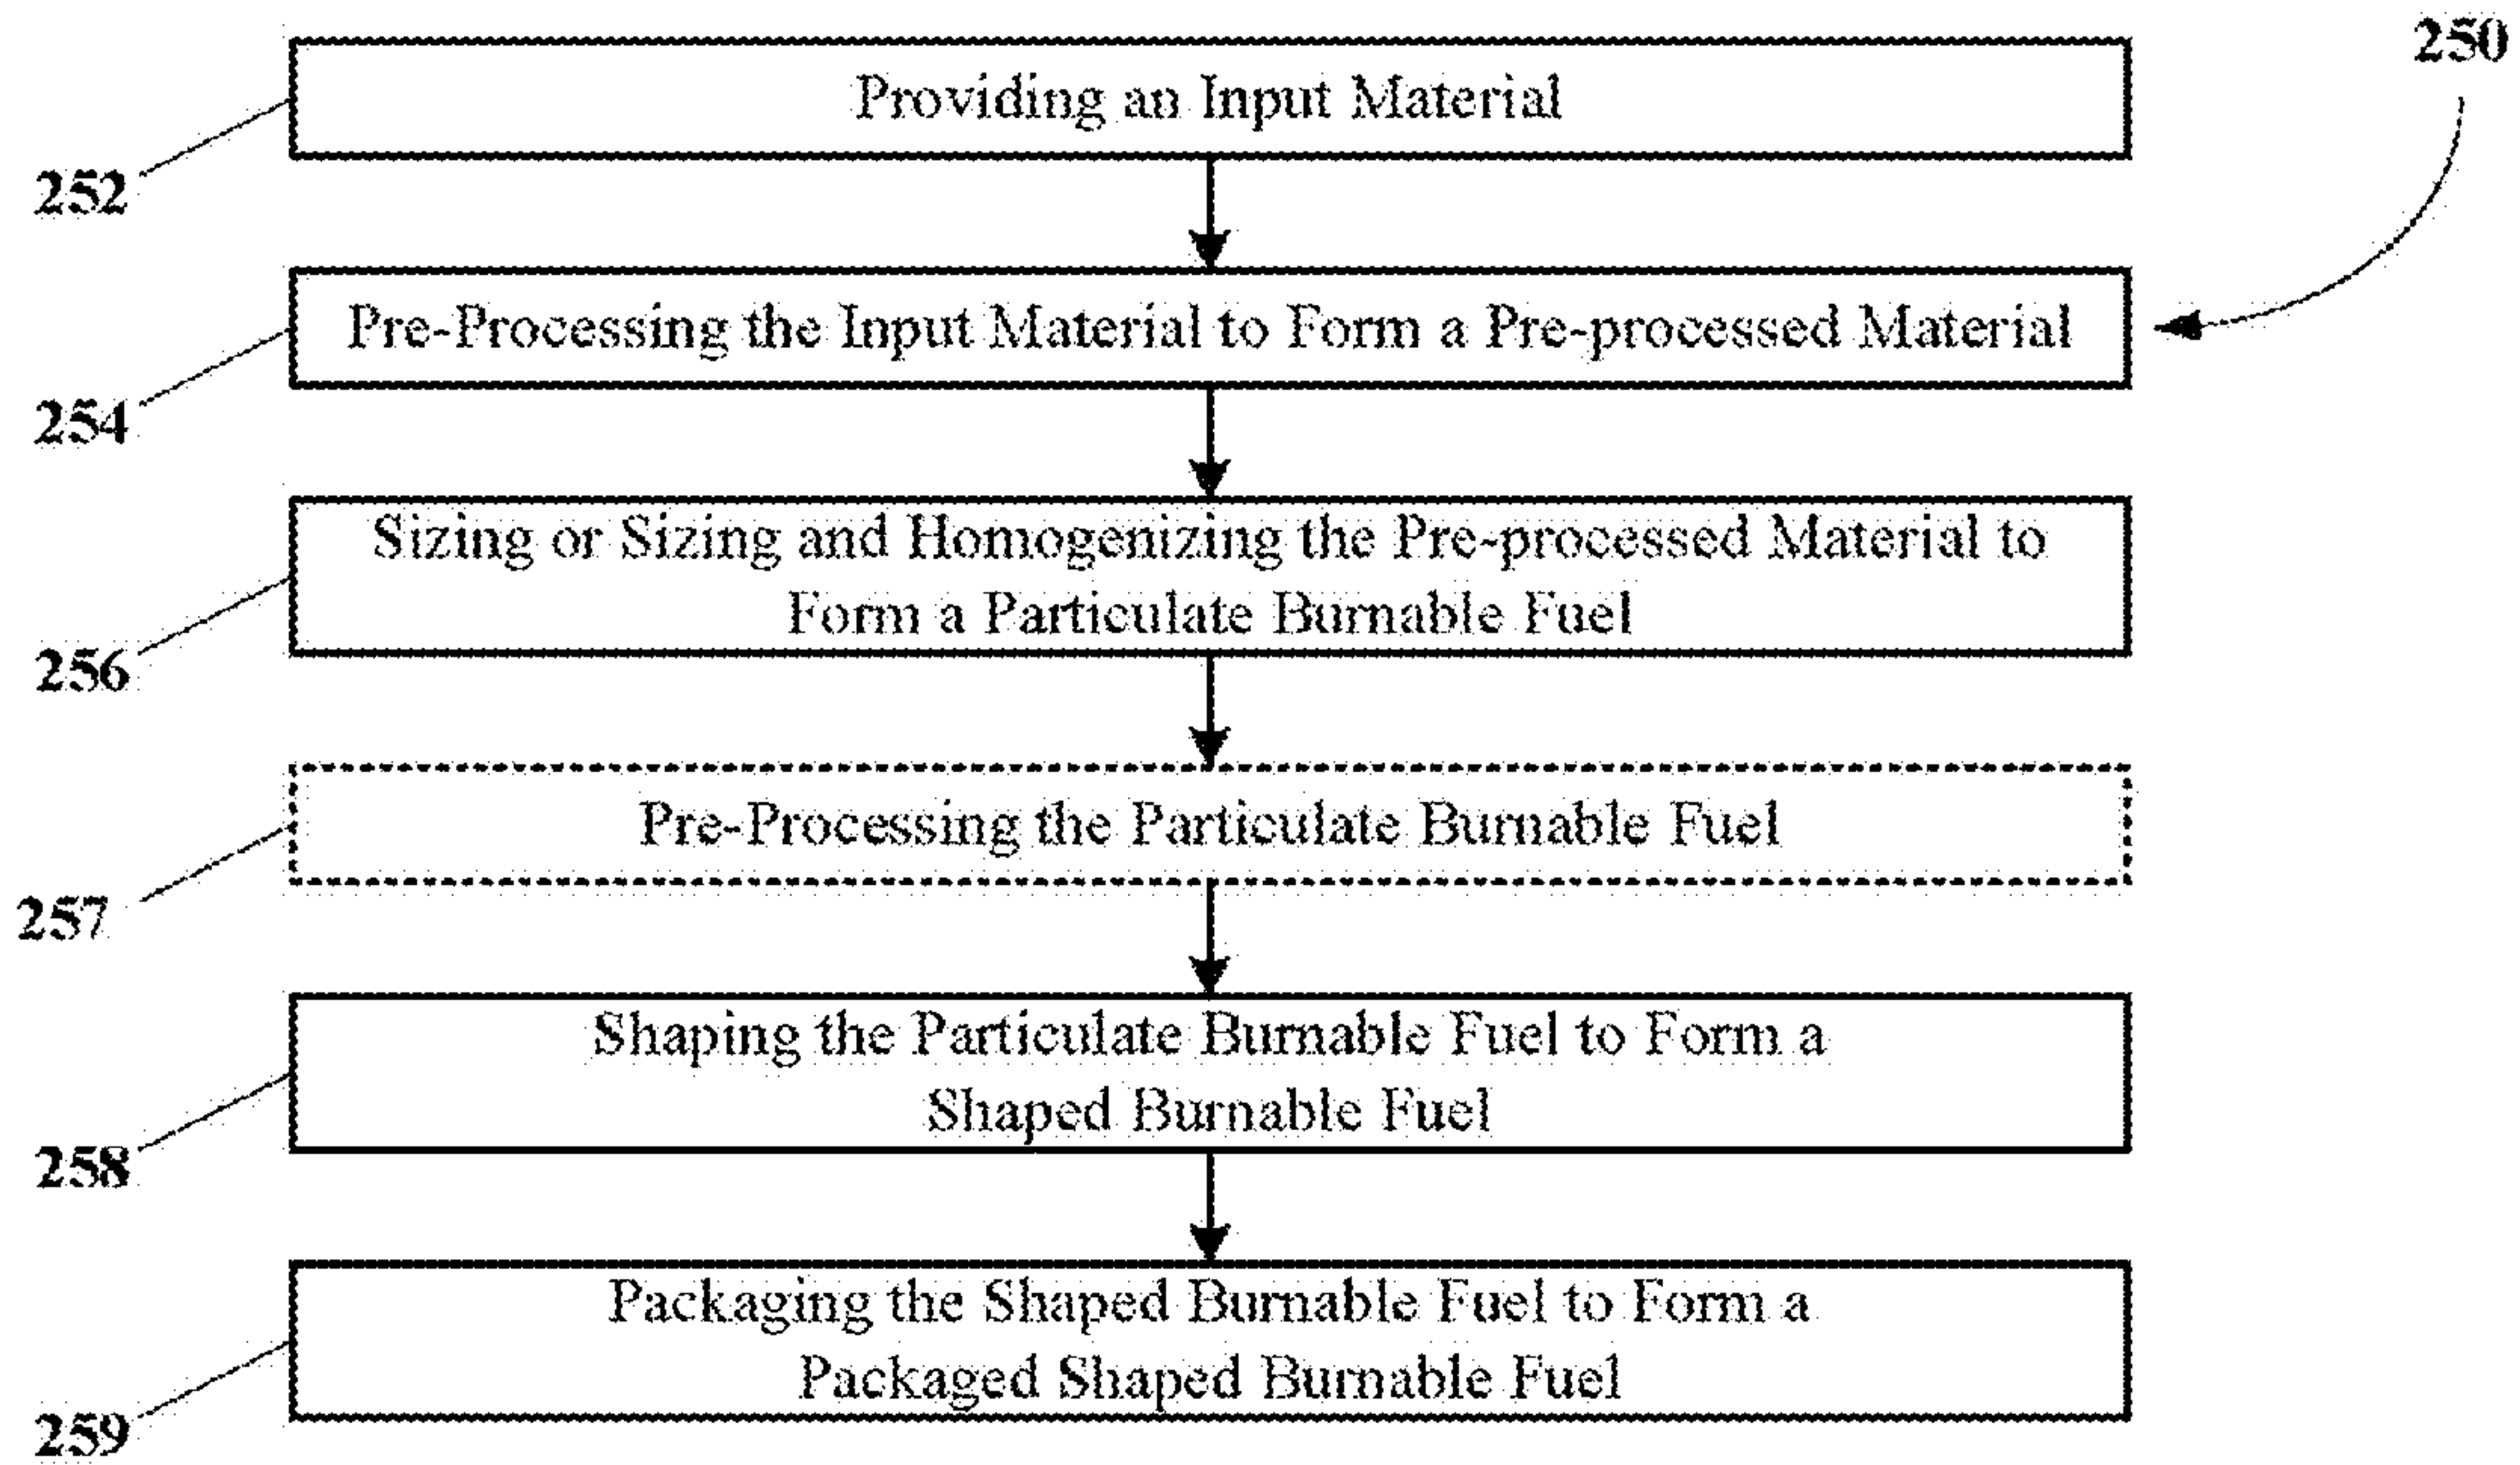 250
Providing an Input Material
252
Pre-Processing the Input Material to Form a Pre-processed Material
254
Sizing or Sizing and Homogenizing the Pre-processed Material to
Form a Particulate Burnable Fuel
256
Pre-Processing the Particulate Burnable Fuel
257
Shaping the Particulate Burnable Fuel to Form a
Shaped Burnable Fuel
258
Packaging the Shaped Burnable Fuel to Form a
Packaged Shaped Burnable Fuel
259